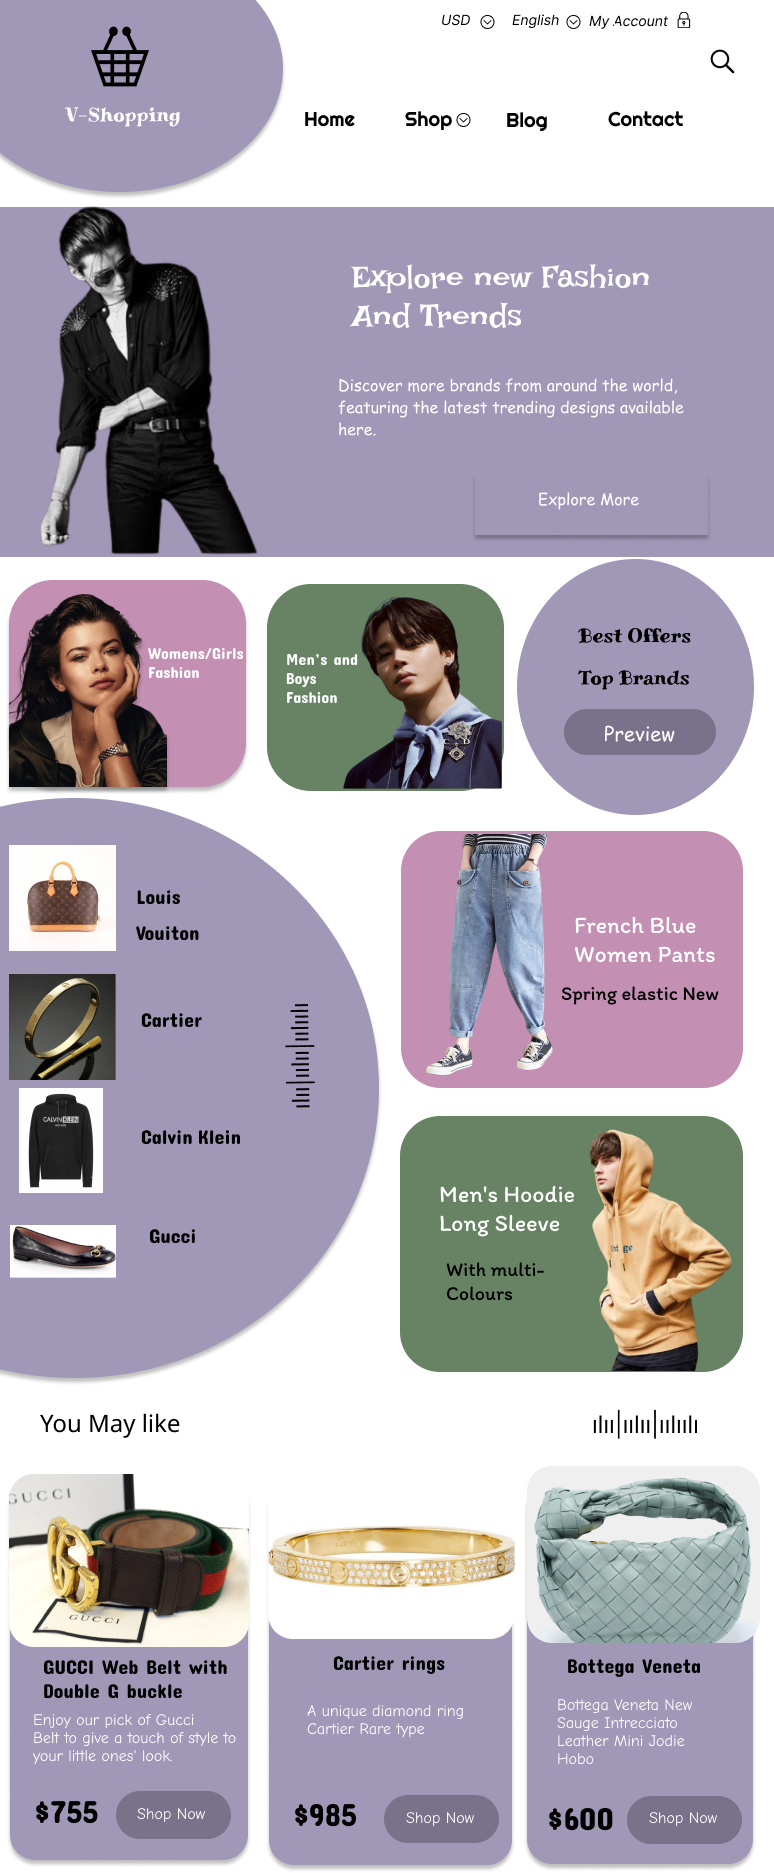 USD English My Account
V-Shopping
Home Shop Blog Contact
Explore new Fashion
And Trends
Discover more brands from around the world,
featuring the latest trending designs available
here.
Explore More
Womens/Girls
Fashion
Men's and
Boys
Fashion
Best Offers
Top Brands
Preview
Louis
Vouiton
Cartier
CALVIN KLEIN
Calvin Klein
Gucci
French Blue
Women Pants
Spring elastic New
Men's Hoodie
Long Sleeve
With multi-
Colours
You May like
GUCCI
GUCCI
GUCCI Web Belt with
Double G buckle
Enjoy our pick of Gucci
Belt to give a touch of style to
your little ones' look.
$755
Shop Now
Cartier rings
A unique diamond ring
Cartier Rare type
$985
Shop Now
Bottega Veneta
Bottega Veneta New
Sauge Intrecciato
Leather Mini Jodie
Hobo
$600
Shop Now